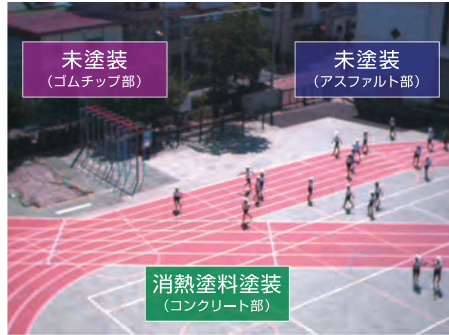 未塗装
（ゴムチップ部）
未塗装
（アスファルト部）
消熱塗料塗装
（コンクリート部）